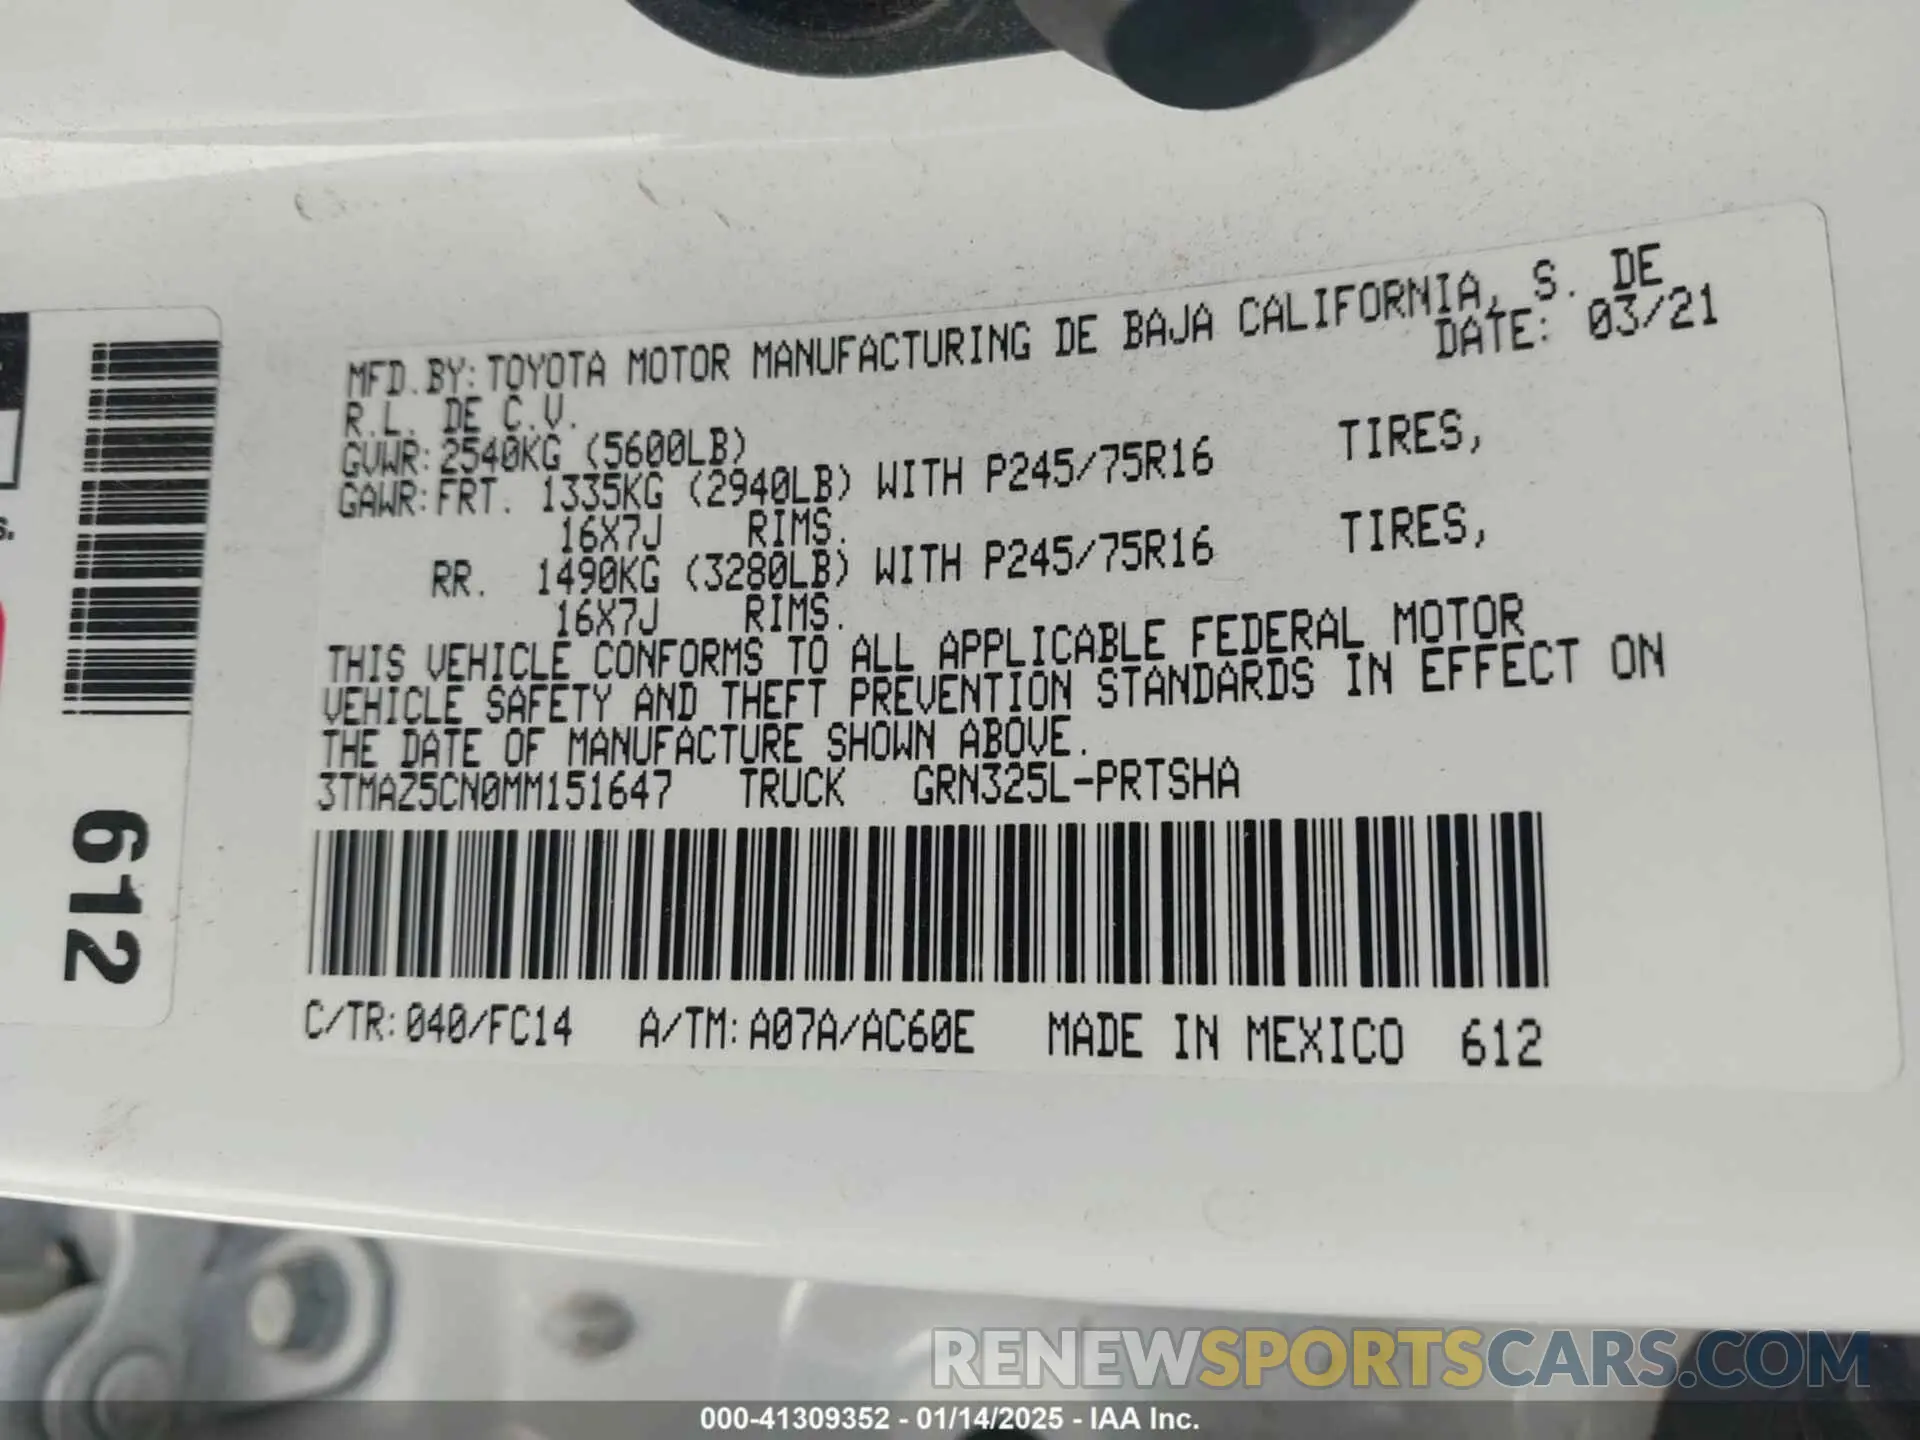 MFD.BY: TOYOTA MOTOR MANUFACTURING DE BAJA CALIFORNIA, S. DE
R.L. DE C.V. DATE: 03/21
GVWR: 2540KG (5600LB)
GAWR: FRT. 1335KG (2940LB) WITH P245/75R16 TIRES,
16X7J RIMS.
RR. 1490KG (3280LB) WITH P245/75R16 TIRES,
16X7J RIMS.
THIS VEHICLE CONFORMS TO ALL APPLICABLE FEDERAL MOTOR
VEHICLE SAFETY AND THEFT PREVENTION STANDARDS IN EFFECT ON
THE DATE OF MANUFACTURE SHOWN ABOVE.
3TMAZ5CN0MM151647 TRUCK GRN325L-PRTSHA
C/TR: 040/FC14 A/TM: A07A/AC60E MADE IN MEXICO 612
612
RENEWSPORTSCARS.COM
000-41309352 - 01/14/2025 - IAA Inc.